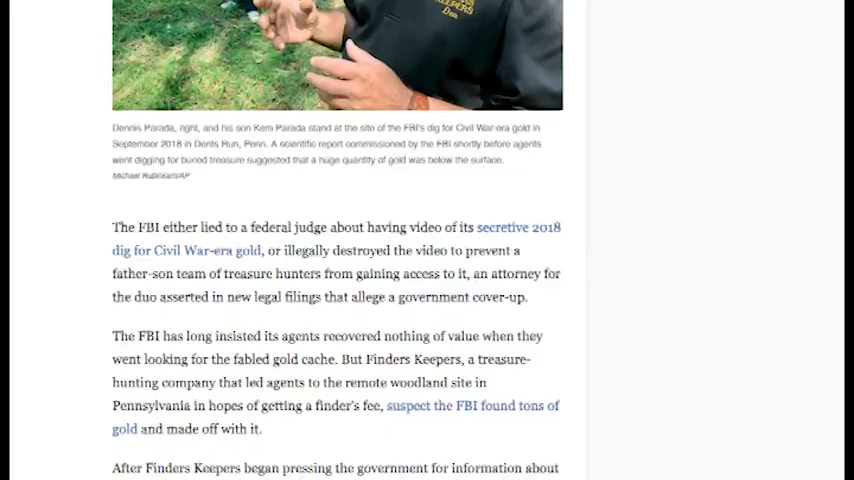 KEEPERS
Dennis Parada, right, and his son Kem Parada stand at the site of the FBI's dig for Civil War-era gold in
September 2018 in Dents Run, Penn. A scientific report commissioned by the FBI shortly before agents
went digging for buried treasure suggested that a huge quantity of gold was below the surface.
Michael Rubinkam/AP
The FBI either lied to a federal judge about having video of its secretive 2018
dig for Civil War-era gold, or illegally destroyed the video to prevent a
father-son team of treasure hunters from gaining access to it, an attorney for
the duo asserted in new legal filings that allege a government cover-up.
The FBI has long insisted its agents recovered nothing of value when they
went looking for the fabled gold cache. But Finders Keepers, a treasure-
hunting company that led agents to the remote woodland site in
Pennsylvania in hopes of getting a finder's fee, suspect the FBI found tons of
gold and made off with it.
After Finders Keepers began pressing the government for information about